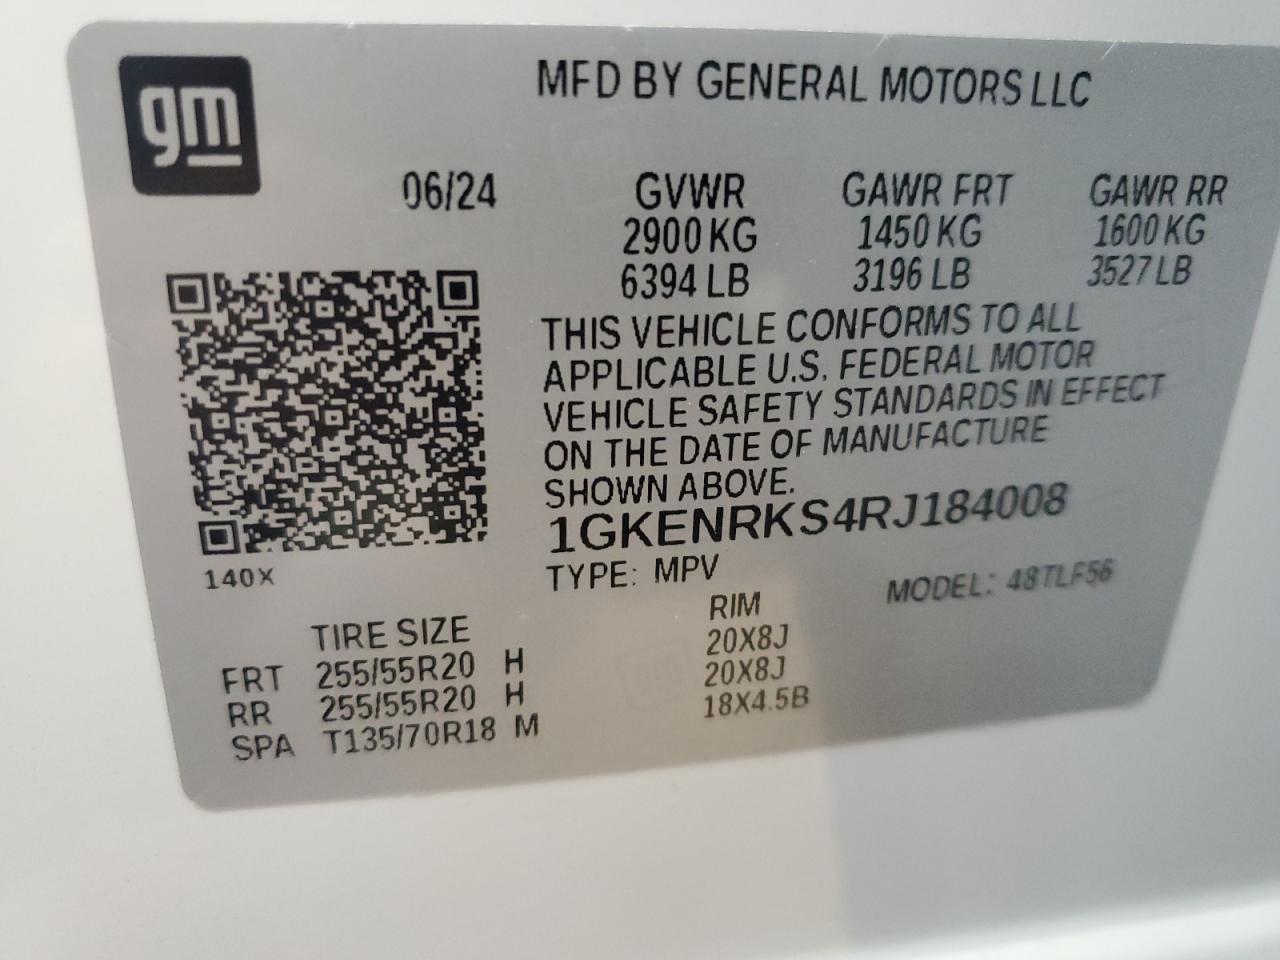 gm
MFD BY GENERAL MOTORS LLC
06/24 GVWR GAWR FRT GAWR RR
2900 KG 1450 KG 1600 KG
6394 LB 3196 LB 3527 LB
THIS VEHICLE CONFORMS TO ALL
APPLICABLE U.S. FEDERAL MOTOR
VEHICLE SAFETY STANDARDS IN EFFECT
ON THE DATE OF MANUFACTURE
SHOWN ABOVE.
1GKENRKS4RJ184008
140X
TYPE: MPV MODEL: 48TLF56
TIRE SIZE RIM
FRT 255/55R20 H 20X8J
RR 255/55R20 H 20X8J
SPA T135/70R18 M 18X4.5B